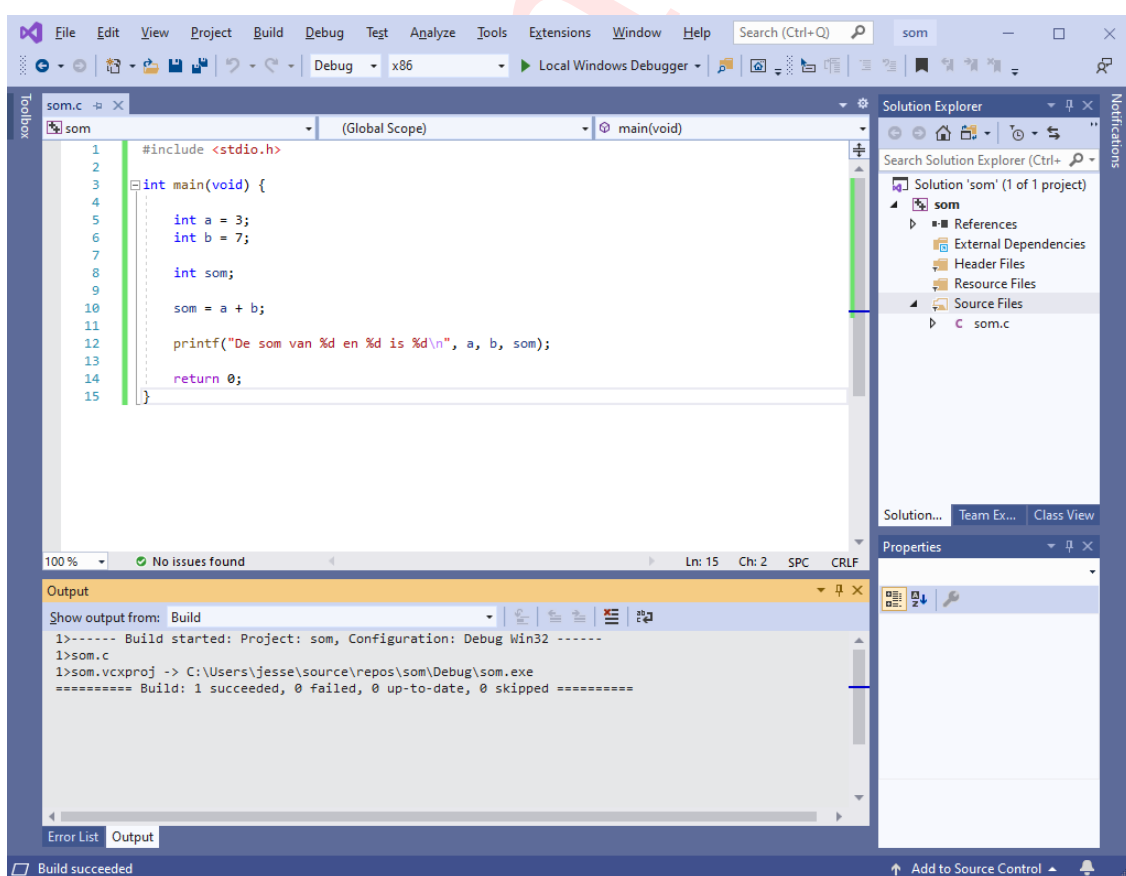 File Edit View Project Build Debug Test Analyze Tools Extensions Window Help Search (Ctrl+Q) som
Debug x86 Local Windows Debugger
Toolbox
som.c
som (Global Scope) main(void)
1 #include <stdio.h>
2
3 int main(void) {
4
5 int a = 3;
6 int b = 7;
7
8 int som;
9
10 som = a + b;
11
12 printf("De som van %d en %d is %d\n", a, b, som);
13
14 return 0;
15 }
100 % No issues found Ln: 15 Ch: 2 SPC CRLF
Output
Show output from: Build
1>------ Build started: Project: som, Configuration: Debug Win32 ------
1>som.c
1>som.vcxproj -> C:\Users\jesse\source\repos\som\Debug\som.exe
========== Build: 1 succeeded, 0 failed, 0 up-to-date, 0 skipped ==========
Error List Output
Solution Explorer
Search Solution Explorer (Ctrl+
Solution 'som' (1 of 1 project)
som
References
External Dependencies
Header Files
Resource Files
Source Files
C som.c
Solution... Team Ex... Class View
Properties
Notifications
Build succeeded Add to Source Control